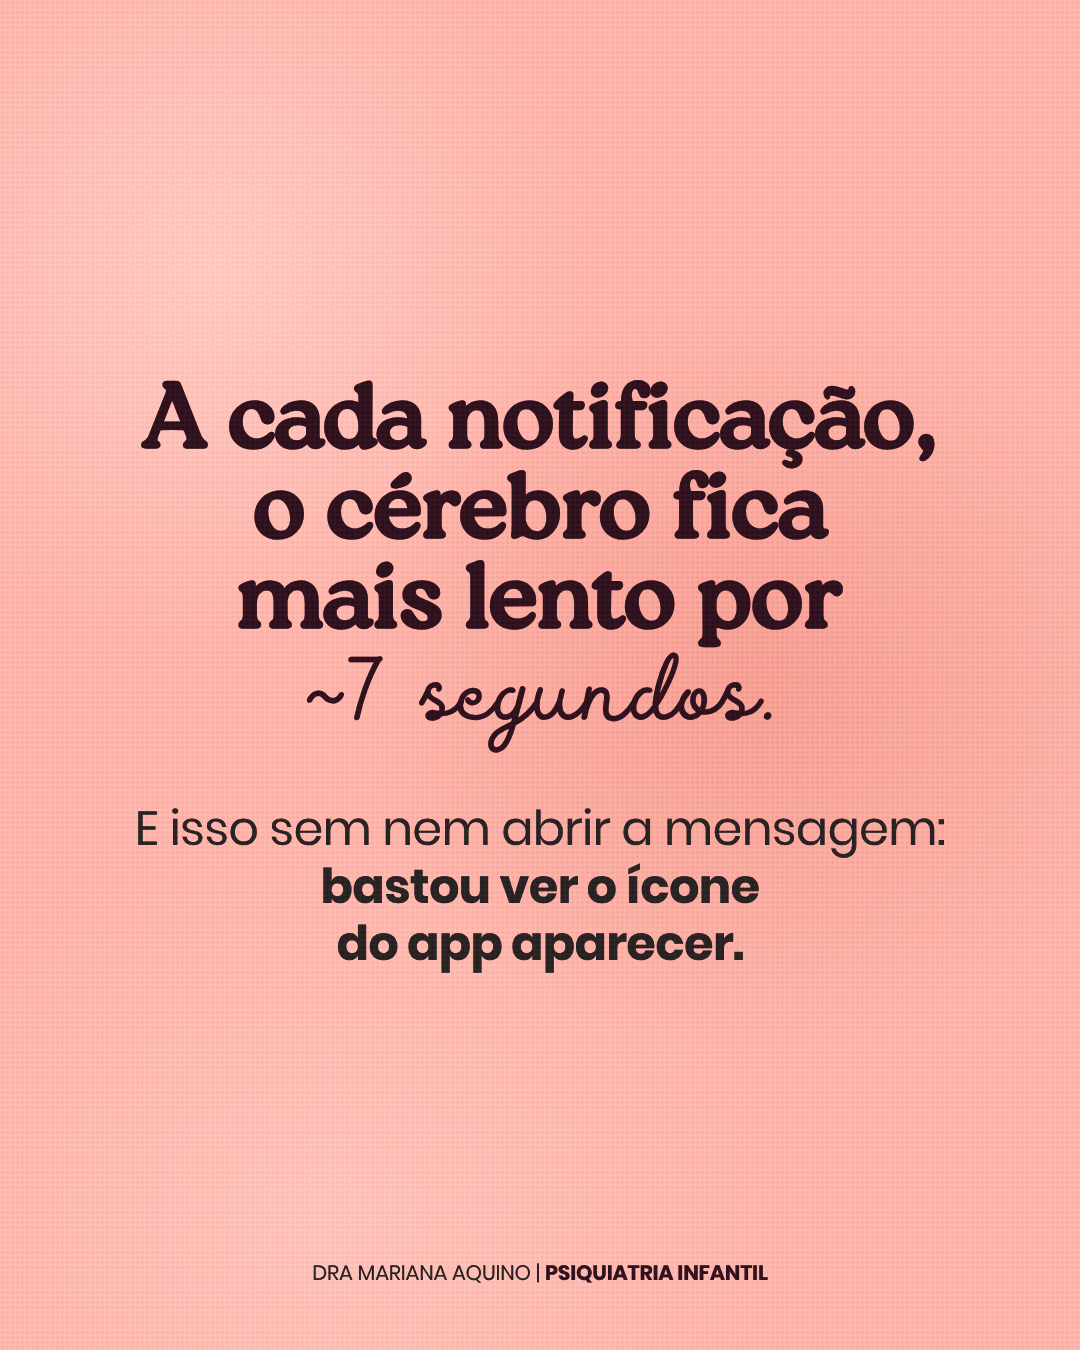 A cada notificação,
o cérebro fica
mais lento por
~7 segundos.
E isso sem nem abrir a mensagem:
bastou ver o ícone
do app aparecer.
DRA MARIANA AQUINO | PSIQUIATRIA INFANTIL